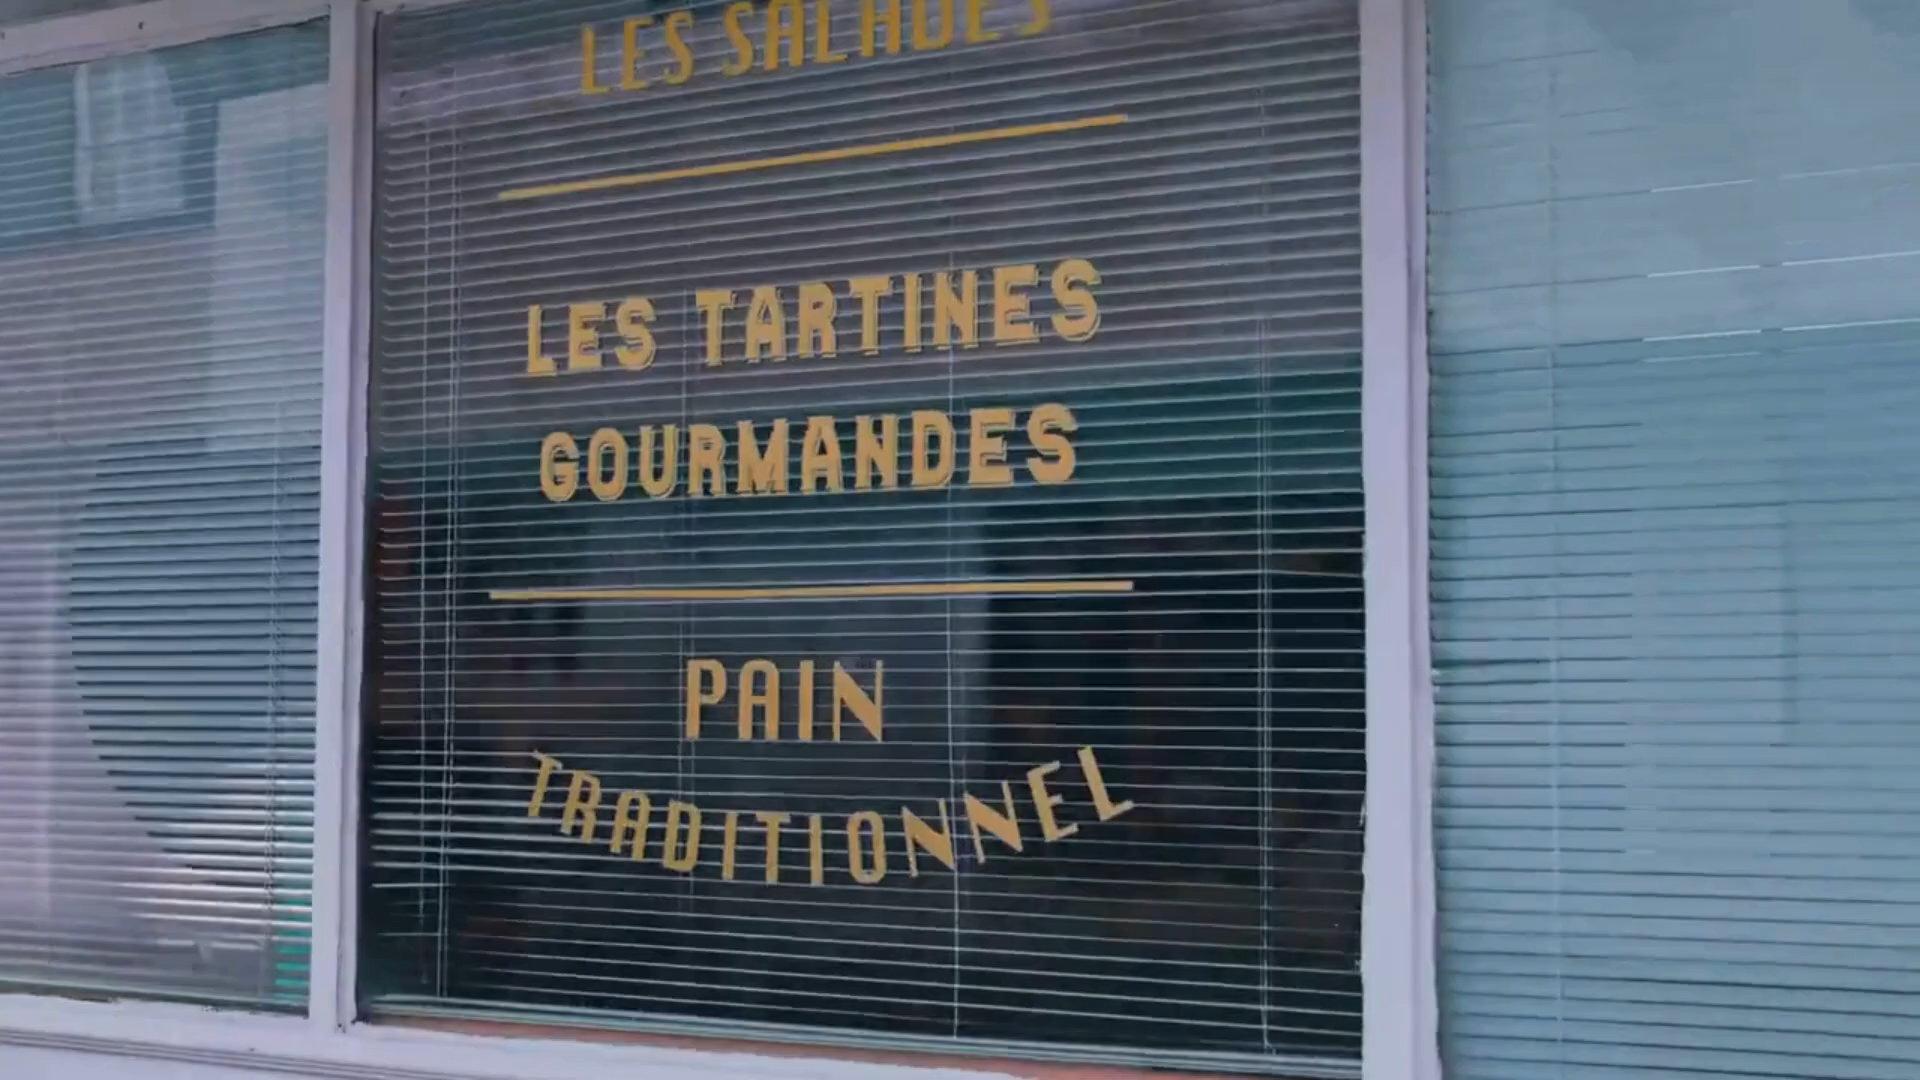 LES SALADES
LES TARTINES
GOURMANDES
PAIN
TRADITIONNEL